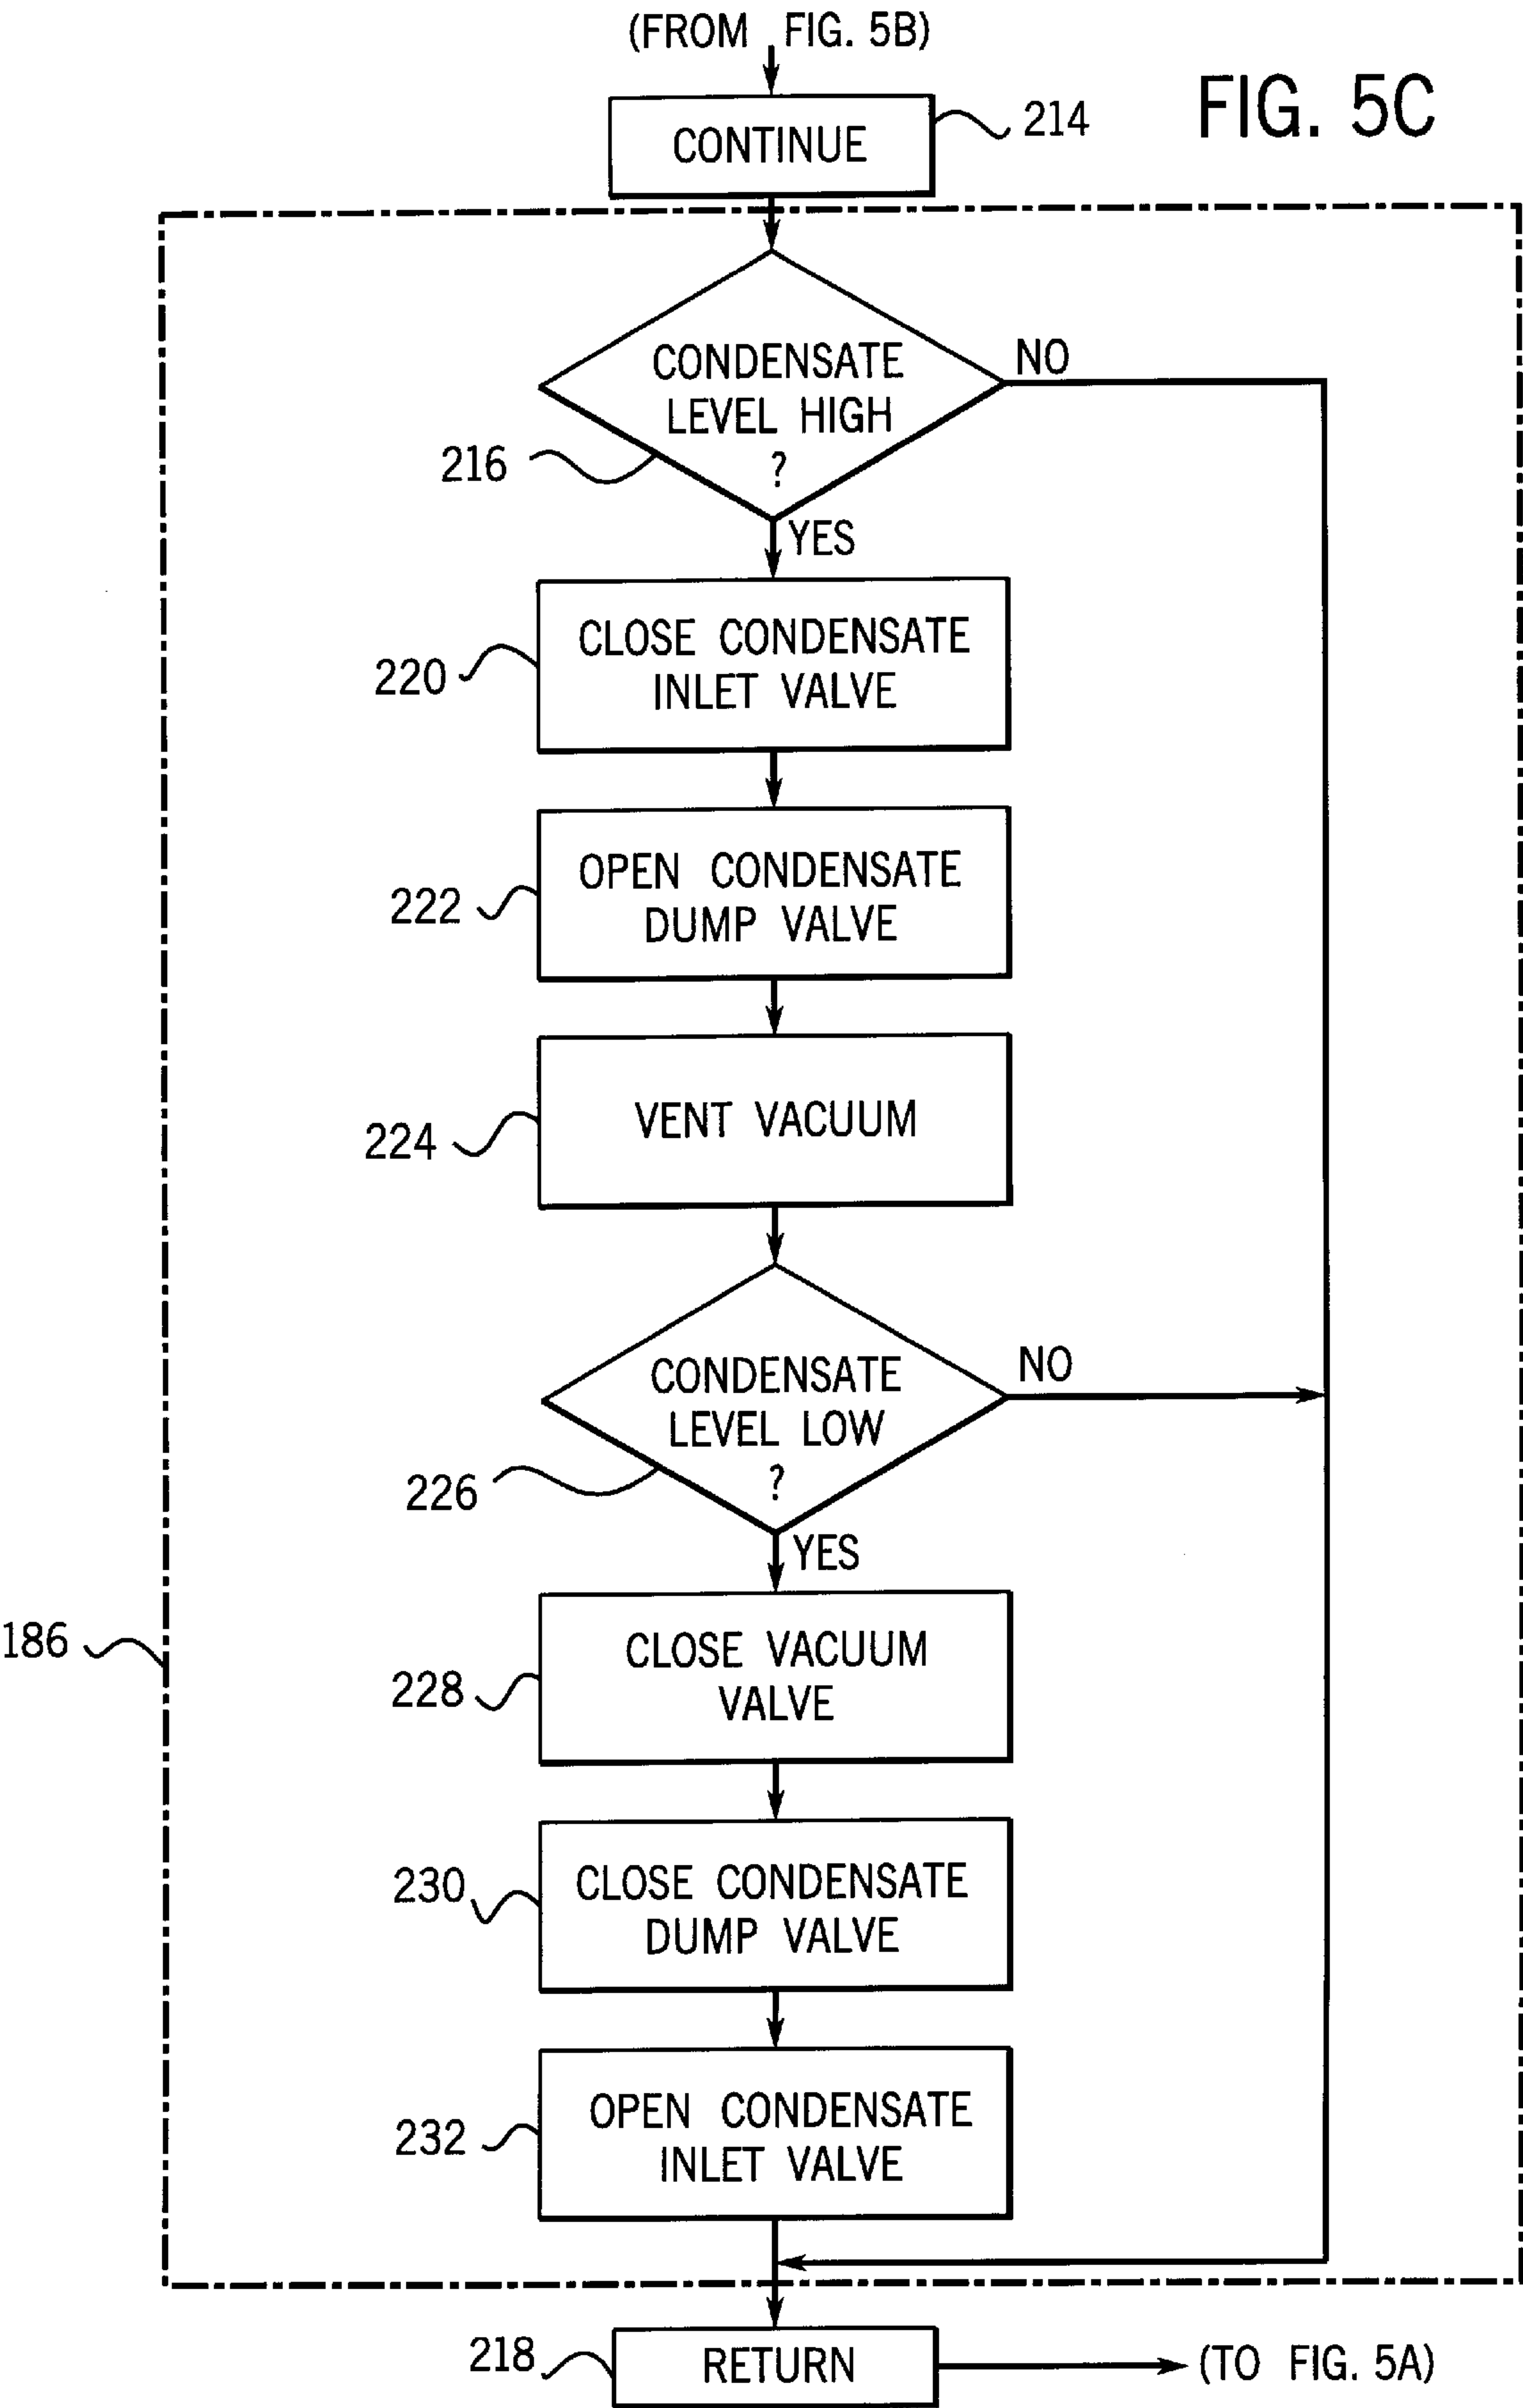 (FROM FIG. 5B)
FIG. 5C
CONTINUE
214
CONDENSATE
LEVEL HIGH
?
NO
216
YES
CLOSE CONDENSATE
INLET VALVE
220
OPEN CONDENSATE
DUMP VALVE
222
VENT VACUUM
224
CONDENSATE
LEVEL LOW
?
NO
226
YES
186
CLOSE VACUUM
VALVE
228
CLOSE CONDENSATE
DUMP VALVE
230
OPEN CONDENSATE
INLET VALVE
232
218
RETURN
(TO FIG. 5A)